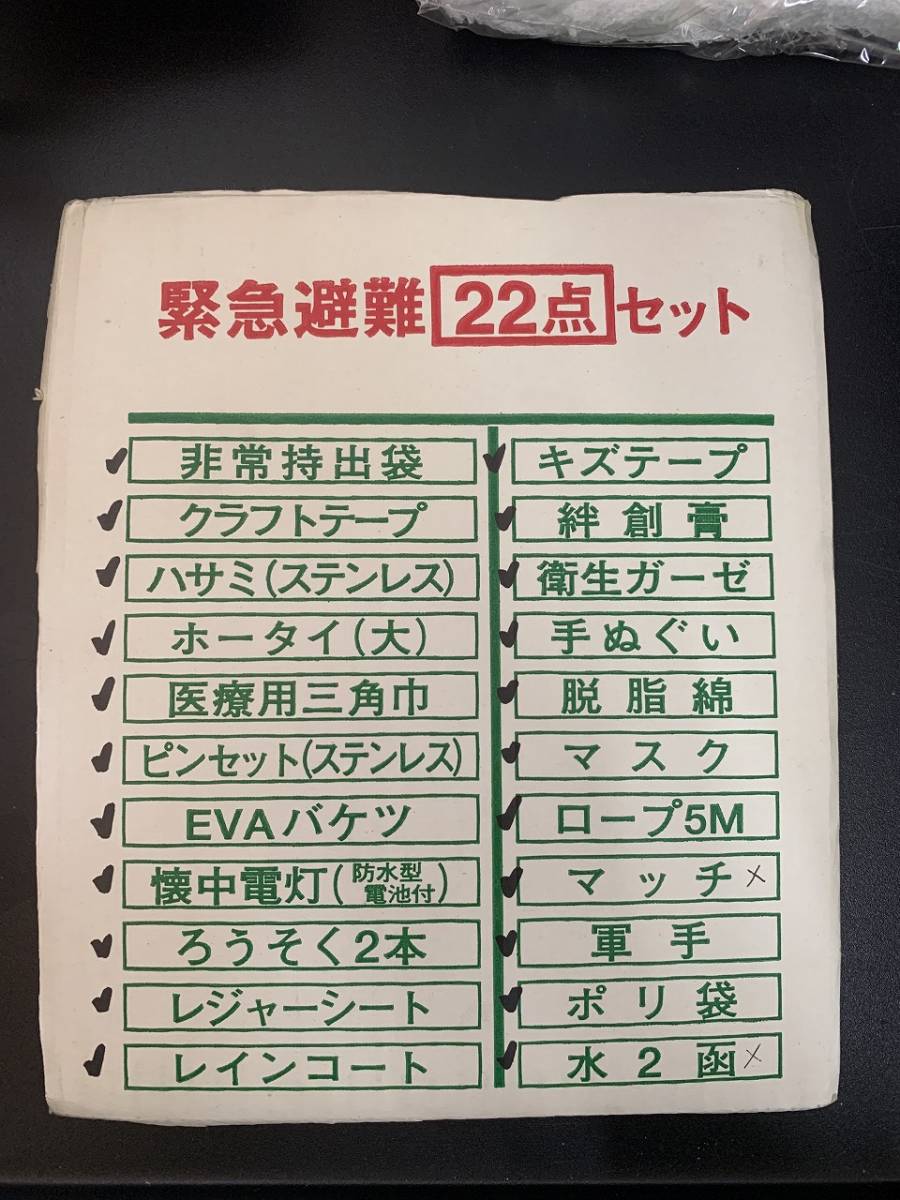 緊急避難22点セット
✓ 非常持出袋
✓ クラフトテープ
✓ ハサミ(ステンレス)
✓ ホータイ(大)
✓ 医療用三角巾
✓ ピンセット(ステンレス)
✓ EVAバケツ
✓ 懐中電灯(防水型電池付)
✓ ろうそく2本
✓ レジャーシート
✓ レインコート
✓ キズテープ
✓ 絆創膏
✓ 衛生ガーゼ
✓ 手ぬぐい
✓ 脱脂綿
✓ マスク
✓ ロープ5M
✓ マッチ×
✓ 軍手
✓ ポリ袋
✓ 水2函×